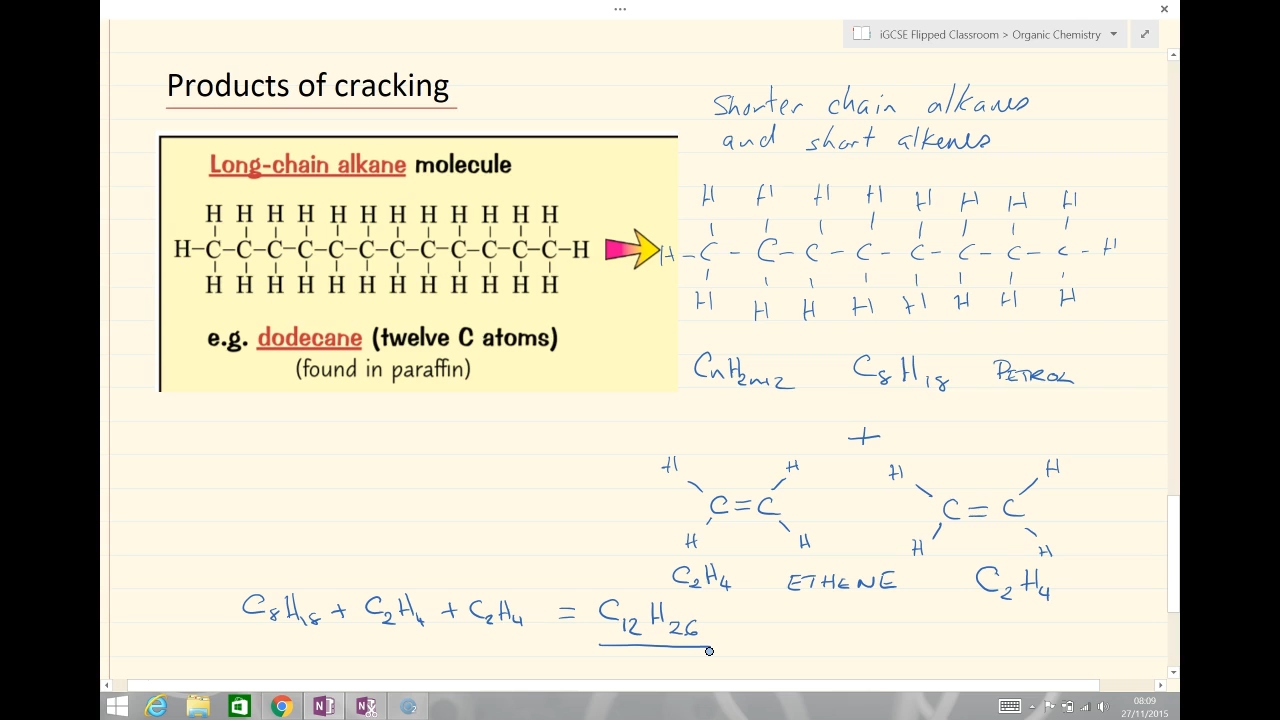 iGCSE Flipped Classroom > Organic Chemistry
Products of cracking
Shorter chain alkanes
and short alkenes
Long-chain alkane molecule
H H H H H H H H H H H H
H–C–C–C–C–C–C–C–C–C–C–C–C–H
H H H H H H H H H H H H
e.g. dodecane (twelve C atoms)
(found in paraffin)
H H H H H H H H
H–C–C–C–C–C–C–C–C–H
H H H H H H H H
CnH2n+2 C8H18 PETROL
+
H H H H
C=C C=C
H H H H
C2H4 ETHENE C2H4
C8H18 + C2H4 + C2H4 = C12H26
08:09
27/11/2015